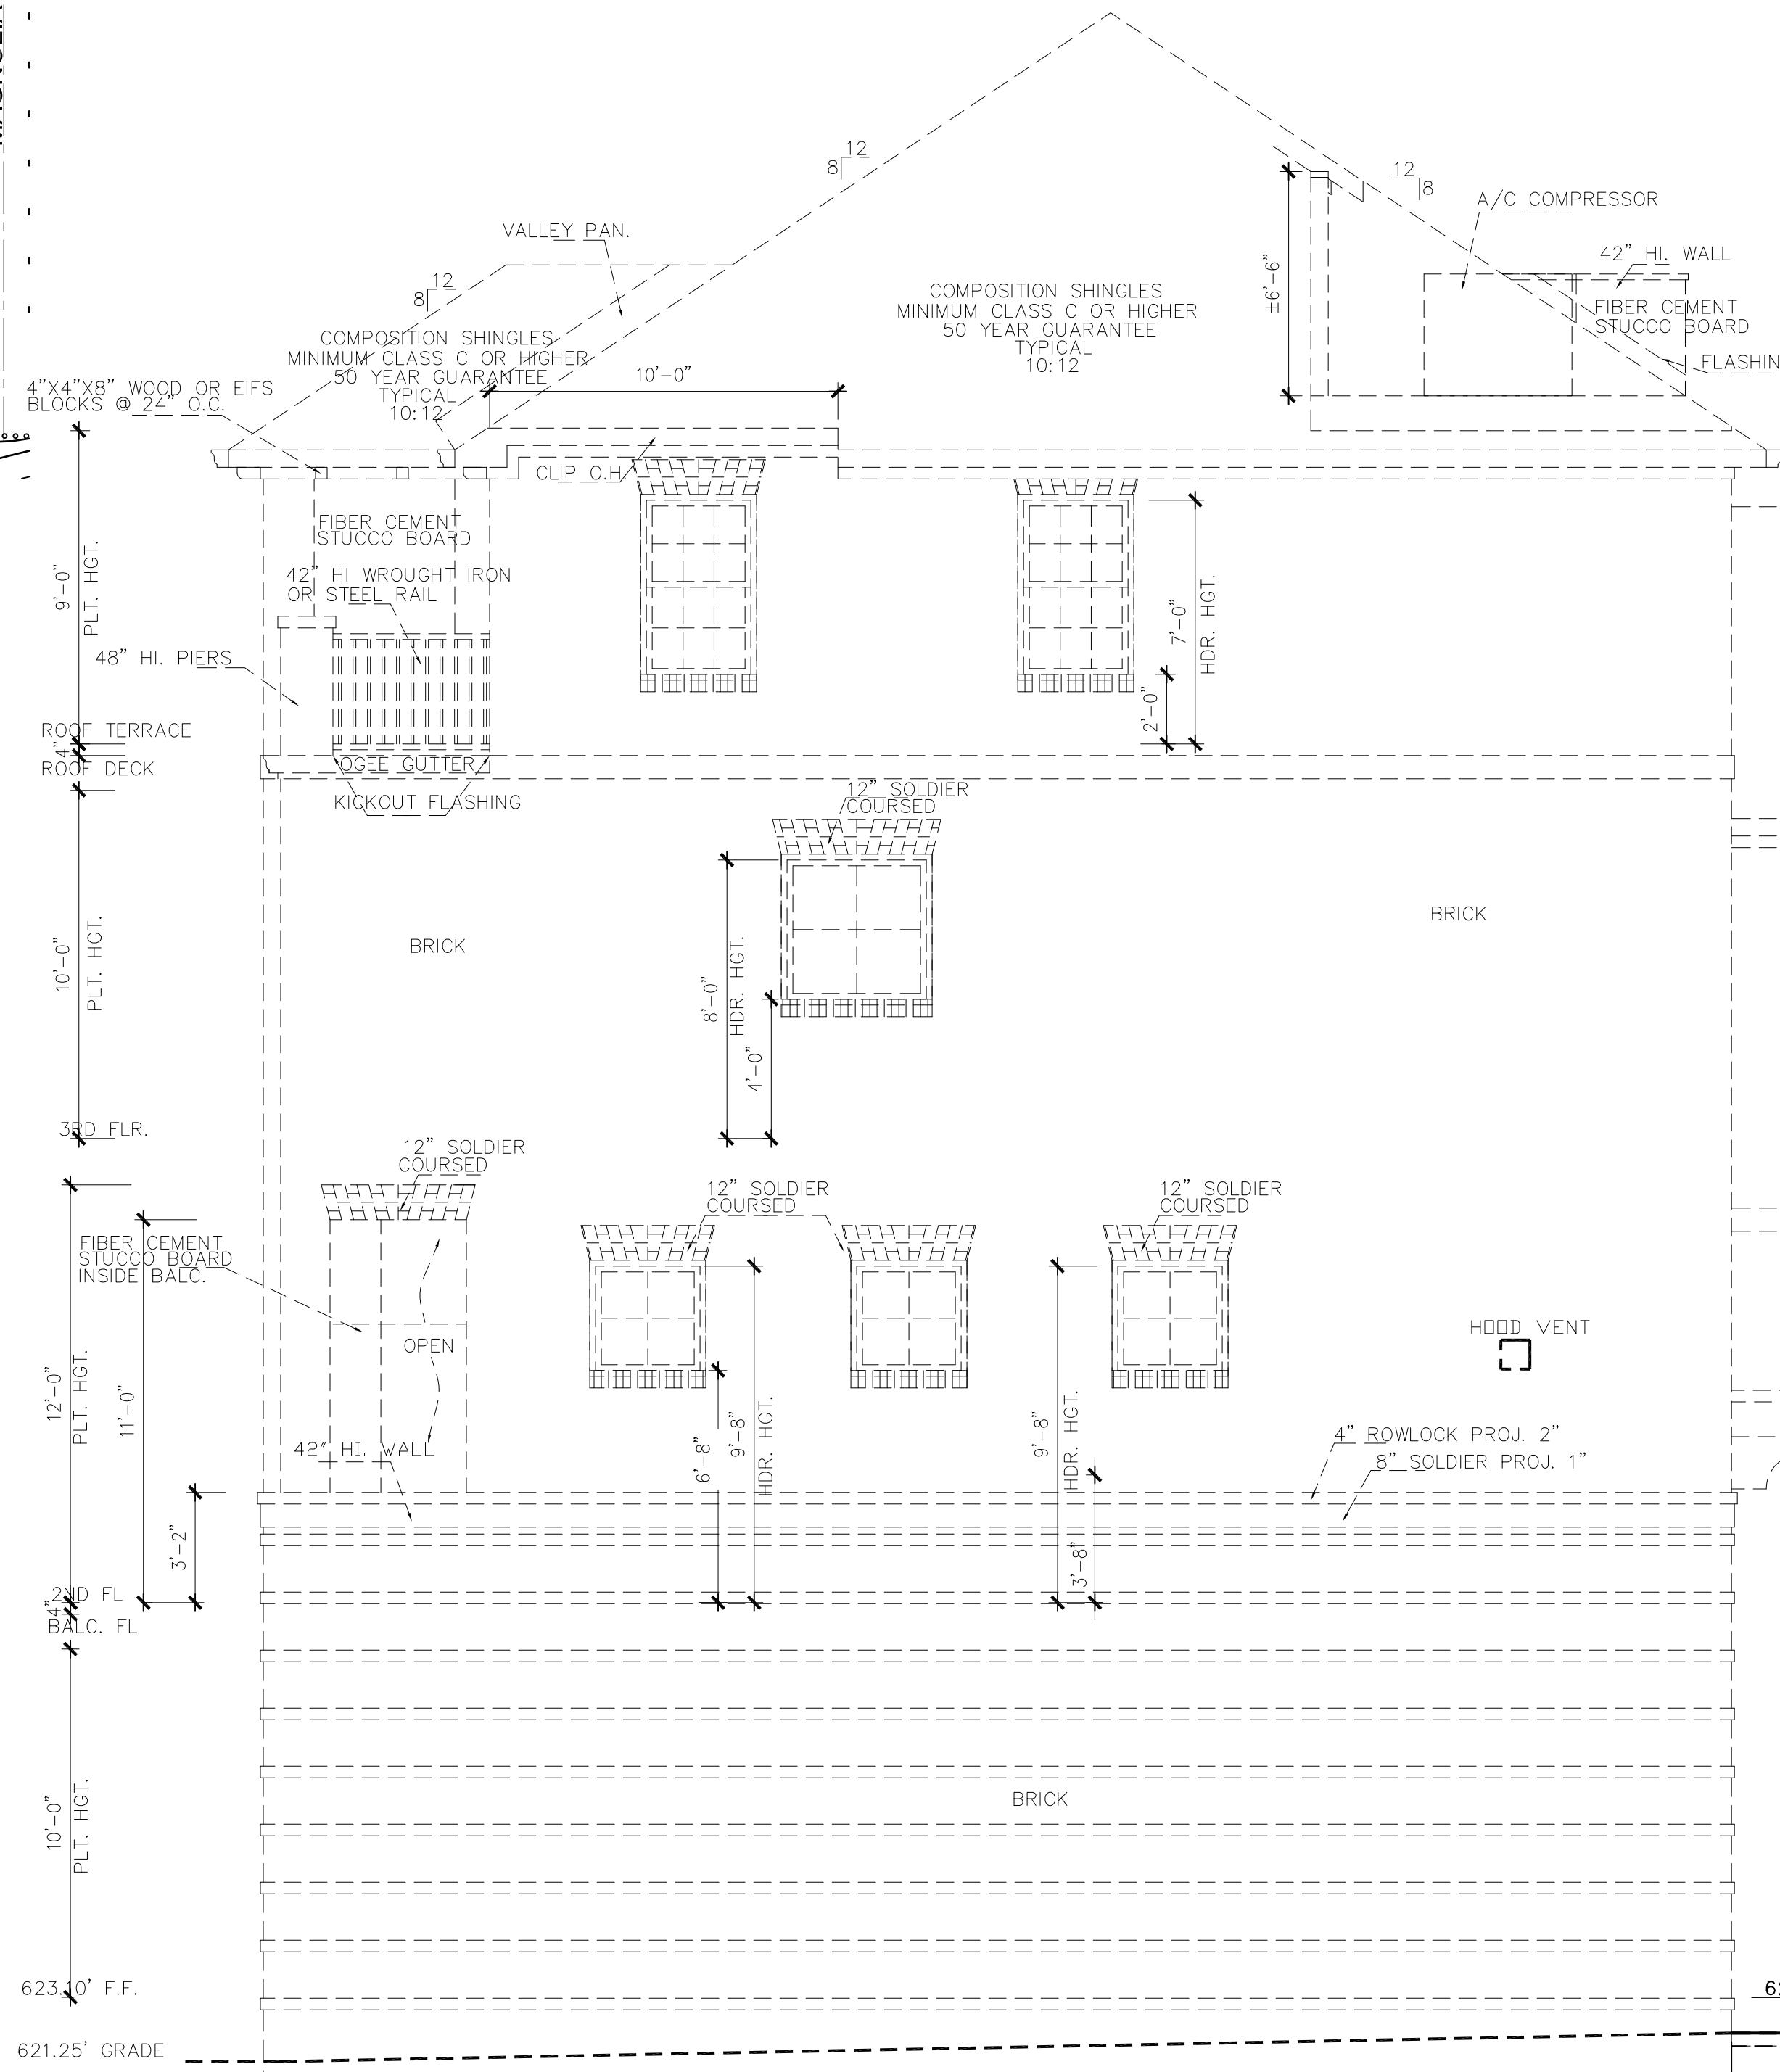 12
8
12
8
A/C COMPRESSOR
VALLEY PAN.
42" HI. WALL
±6'-6"
12
8
COMPOSITION SHINGLES
MINIMUM CLASS C OR HIGHER
50 YEAR GUARANTEE
TYPICAL
10:12
FIBER CEMENT
STUCCO BOARD
COMPOSITION SHINGLES
MINIMUM CLASS C OR HIGHER
50 YEAR GUARANTEE
TYPICAL
10:12
10'-0"
4"X4"X8" WOOD OR EIFS
BLOCKS @ 24" O.C.
CLIP O.H.
FIBER CEMENT
STUCCO BOARD
9'-0"
PLT. HGT.
42" HI WROUGHT IRON
OR STEEL RAIL
7'-0"
HDR. HGT.
48" HI. PIERS
2'-0"
ROOF TERRACE
4"
ROOF DECK
OGEE GUTTER
KICKOUT FLASHING
12" SOLDIER
COURSED
BRICK
BRICK
10'-0"
PLT. HGT.
8'-0"
HDR. HGT.
4'-0"
3RD FLR.
12" SOLDIER
COURSED
12" SOLDIER
COURSED
12" SOLDIER
COURSED
FIBER CEMENT
STUCCO BOARD
INSIDE BALC.
OPEN
HOOD VENT
12'-0"
PLT. HGT.
11'-0"
42" HI. WALL
6'-8"
9'-8"
HDR. HGT.
9'-8"
HDR. HGT.
4" ROWLOCK PROJ. 2"
8" SOLDIER PROJ. 1"
3'-2"
3'-8"
2ND FL
4"
BALC. FL
10'-0"
PLT. HGT.
BRICK
623.10' F.F.
621.25' GRADE